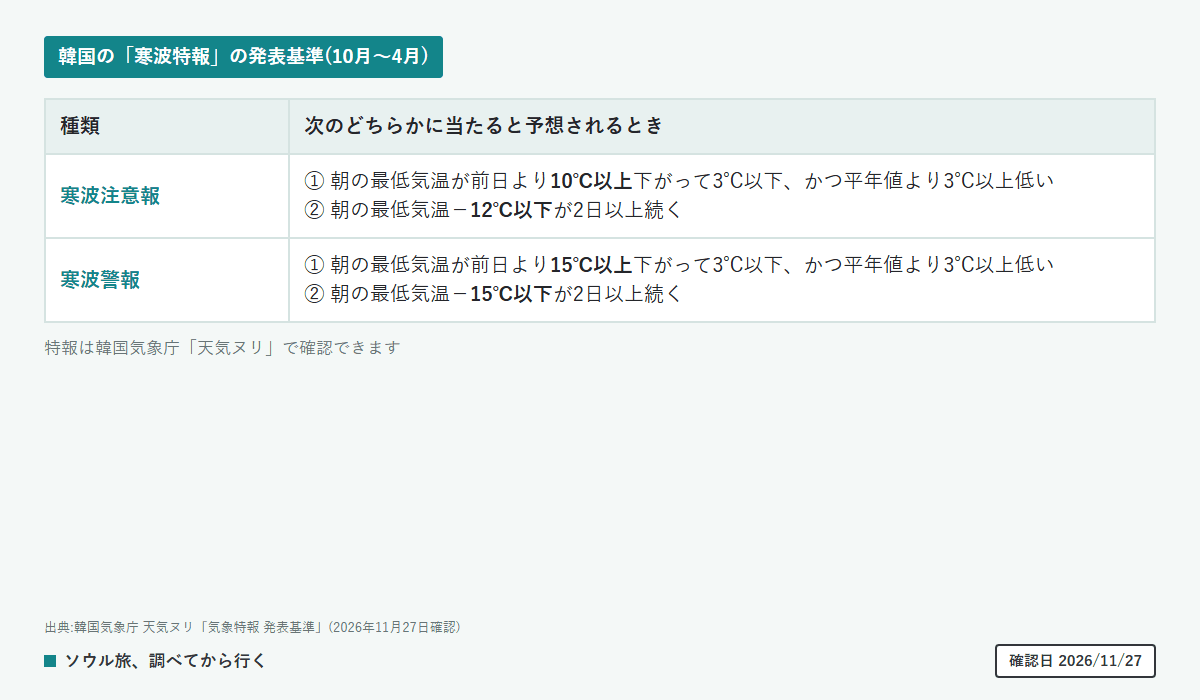 韓国の「寒波特報」の発表基準(10月〜4月)
種類
次のどちらかに当たると予想されるとき
寒波注意報
① 朝の最低気温が前日より10℃以上下がって3℃以下、かつ平年値より3℃以上低い
② 朝の最低気温−12℃以下が2日以上続く
寒波警報
① 朝の最低気温が前日より15℃以上下がって3℃以下、かつ平年値より3℃以上低い
② 朝の最低気温−15℃以下が2日以上続く
特報は韓国気象庁「天気ヌリ」で確認できます
出典:韓国気象庁 天気ヌリ「気象特報 発表基準」(2026年11月27日確認)
ソウル旅、調べてから行く
確認日 2026/11/27